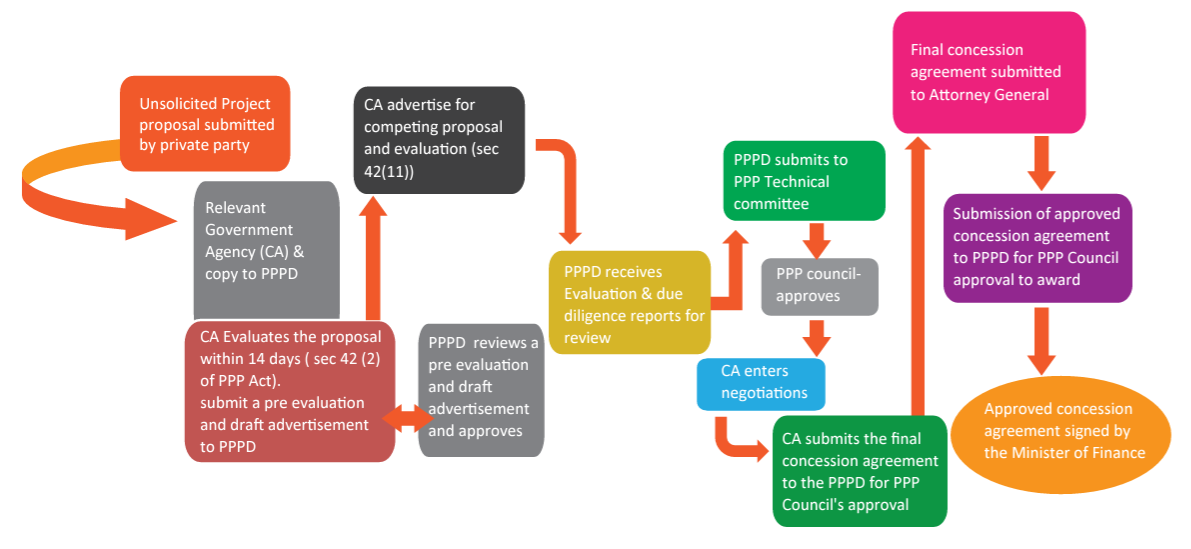 Unsolicited Project
proposal submitted
by private party
Relevant
Government
Agency (CA) &
copy to PPPD
CA Evaluates the proposal
within 14 days ( sec 42 (2)
of PPP Act).
submit a pre evaluation
and draft advertisement
to PPPD
PPPD  reviews a
pre evaluation
and draft
advertisement
and approves
CA advertise for
competing proposal
and evaluation (sec
42(11))
PPPD receives
Evaluation & due
diligence reports for
review
PPPD submits to
PPP Technical
committee
PPP council-
approves
CA enters
negotiations
CA submits the final
concession agreement
to the PPPD for PPP
Council's approval
Final concession
agreement submitted
to Attorney General
Submission of approved
concession agreement
to PPPD for PPP Council
approval to award
Approved concession
agreement signed by
the Minister of Finance